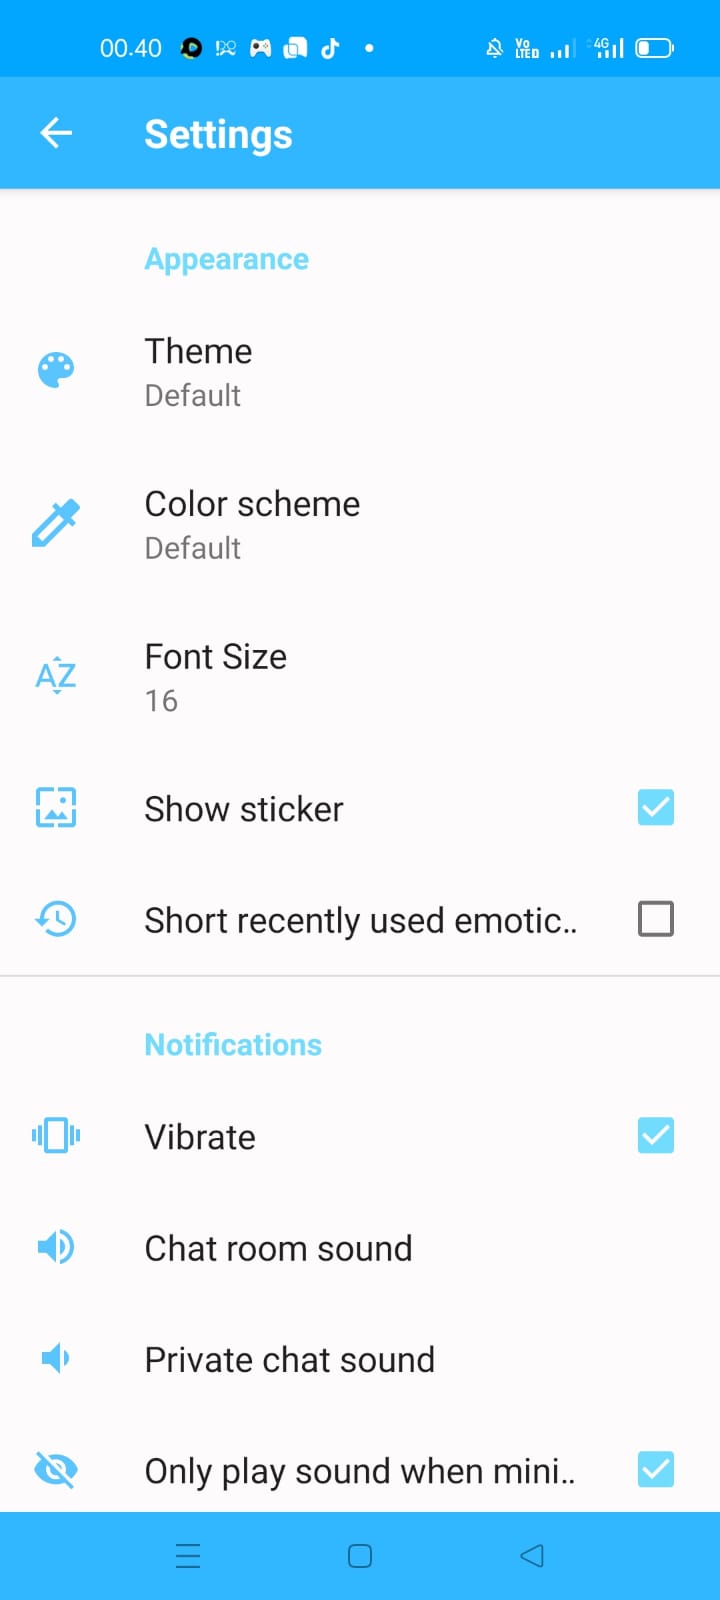 00.40
Vo
LTED
4G
Settings
Appearance
Theme
Default
Color scheme
Default
AZ
Font Size
16
Show sticker
Short recently used emotic..
Notifications
Vibrate
Chat room sound
Private chat sound
Only play sound when mini..